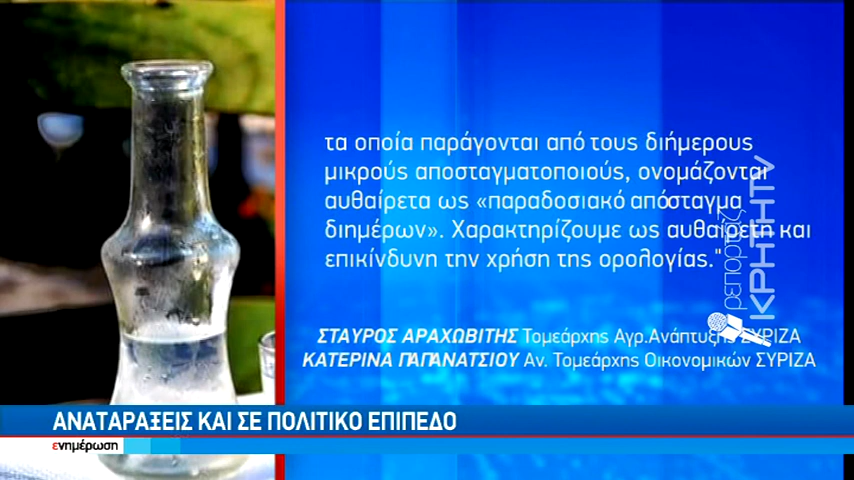 τα οποία παράγονται από τους διήμερους
μικρούς αποσταγματοποιούς, ονομάζονται
αυθαίρετα ως «παραδοσιακό απόσταγμα
διημέρων». Χαρακτηρίζουμε ως αυθαίρετη και
επικίνδυνη την χρήση της ορολογίας."
ρεπορτάζ
ΚΡΗΤΗTV
ΣΤΑΥΡΟΣ ΑΡΑΧΩΒΙΤΗΣ Τομεάρχης Αγρ.Ανάπτυξης ΣΥΡΙΖΑ
ΚΑΤΕΡΙΝΑ ΠΑΠΑΝΑΤΣΙΟΥ Αν. Τομεάρχης Οικονομικών ΣΥΡΙΖΑ
ΑΝΑΤΑΡΑΞΕΙΣ ΚΑΙ ΣΕ ΠΟΛΙΤΙΚΟ ΕΠΙΠΕΔΟ
ενημέρωση